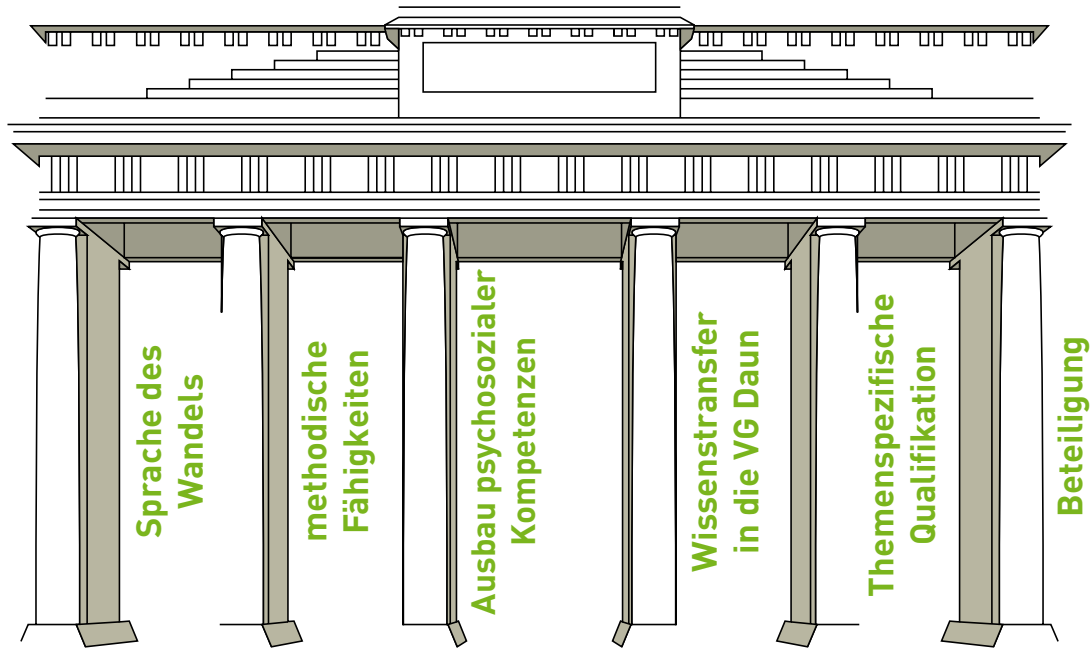 Sprache des
Wandels
methodische
Fähigkeiten
Ausbau psychosozialer
Kompetenzen
Wissenstransfer
in die VG Daun
Themenspezifische
Qualifikation
Beteiligung